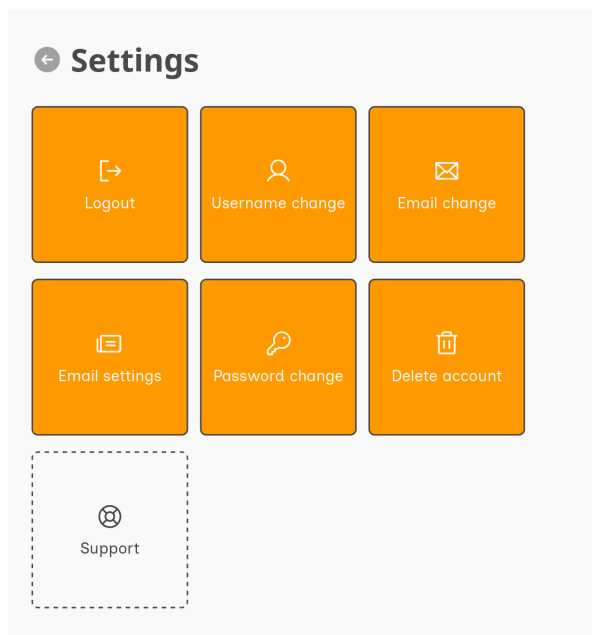 Settings
Logout
Username change
Email change
Email settings
Password change
Delete account
Support